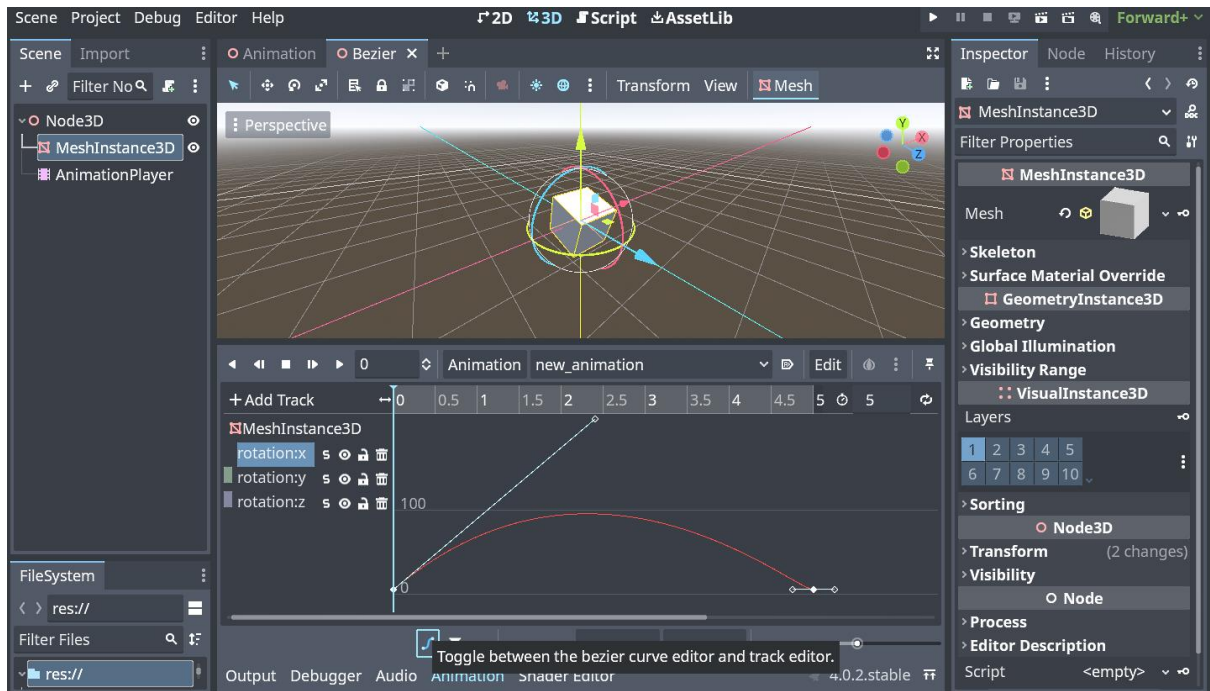 Scene Project Debug Editor Help
2D 3D Script AssetLib
Forward+
Scene Import
Filter No
Node3D
MeshInstance3D
AnimationPlayer
FileSystem
res://
Filter Files
res://
Animation Bezier
Transform View Mesh
Perspective
Y
X
Z
0 Animation new_animation Edit
Add Track 0 0.5 1 1.5 2 2.5 3 3.5 4 4.5 5 5
MeshInstance3D
rotation:x
rotation:y
rotation:z
100
0
Toggle between the bezier curve editor and track editor.
Output Debugger Audio Animation Shader Editor 4.0.2.stable
Inspector Node History
MeshInstance3D
Filter Properties
MeshInstance3D
Mesh
Skeleton
Surface Material Override
GeometryInstance3D
Geometry
Global Illumination
Visibility Range
VisualInstance3D
Layers
1 2 3 4 5
6 7 8 9 10
Sorting
Node3D
Transform (2 changes)
Visibility
Node
Process
Editor Description
Script <empty>